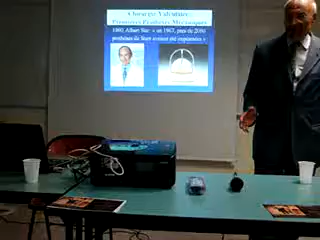 Chirurgie Valvulaire
Premières Prothèses Mécaniques
1960, Albert Starr: « en 1967, plus de 2000
prothèses de Starr avaient été implantées »